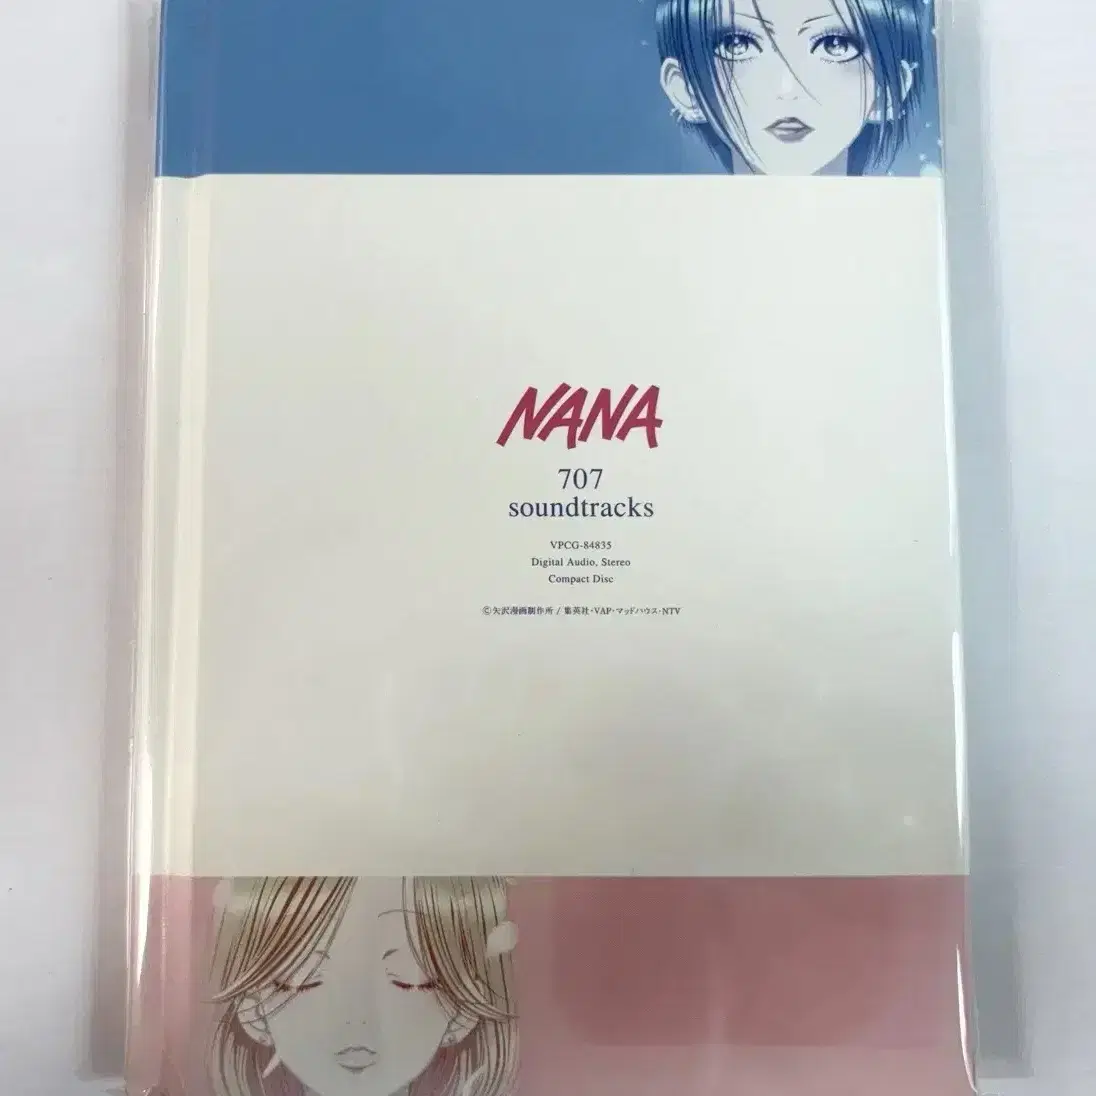 NANA
707
soundtracks
VPCG-84835
Digital Audio, Stereo
Compact Disc
©矢沢漫画制作所 / 集英社・VAP・マッドハウス・NTV